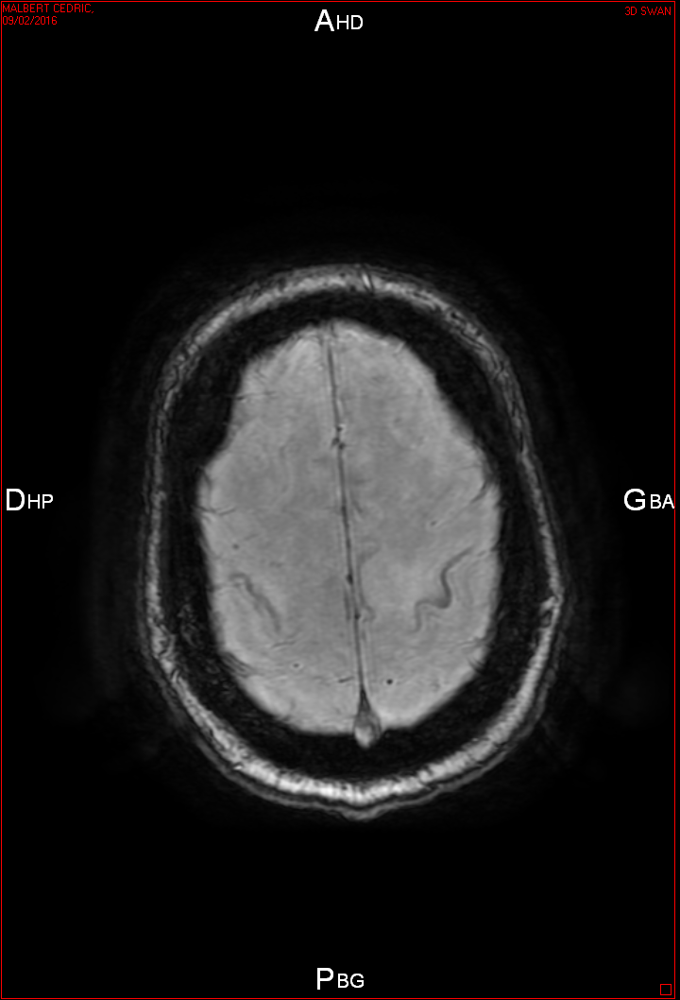 MALBERT CEDRIC.
09/02/2016
3D SWAN
AHD
DHP
GBA
PBG